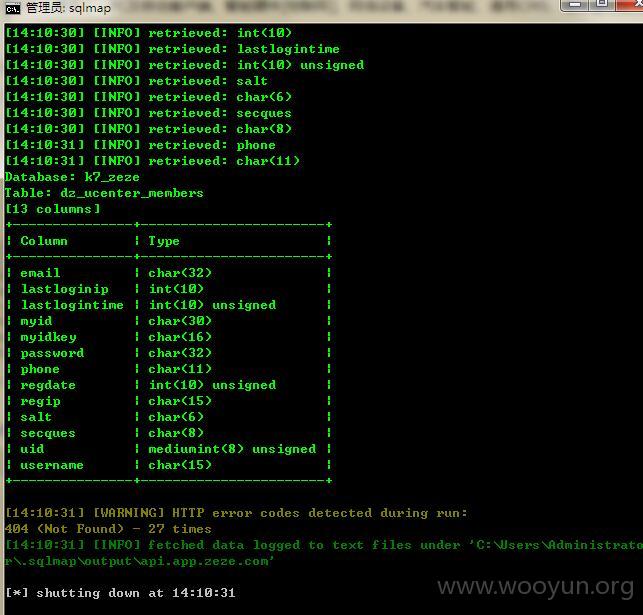 管理员: sqlmap
[14:10:30] [INFO] retrieved: int(10)
[14:10:30] [INFO] retrieved: lastlogintime
[14:10:30] [INFO] retrieved: int(10) unsigned
[14:10:30] [INFO] retrieved: salt
[14:10:30] [INFO] retrieved: char(6)
[14:10:30] [INFO] retrieved: secques
[14:10:30] [INFO] retrieved: char(8)
[14:10:31] [INFO] retrieved: phone
[14:10:31] [INFO] retrieved: char(11)
Database: k7_zeze
Table: dz_ucenter_members
[13 columns]
+---------------+-----------------------+
| Column | Type |
+---------------+-----------------------+
| email | char(32) |
| lastloginip | int(10) |
| lastlogintime | int(10) unsigned |
| myid | char(30) |
| myidkey | char(16) |
| password | char(32) |
| phone | char(11) |
| regdate | int(10) unsigned |
| regip | char(15) |
| salt | char(6) |
| secques | char(8) |
| uid | mediumint(8) unsigned |
| username | char(15) |
+---------------+-----------------------+
[14:10:31] [WARNING] HTTP error codes detected during run:
404 (Not Found) - 27 times
[14:10:31] [INFO] fetched data logged to text files under 'C:\Users\Administrato
r\.sqlmap\output\api.app.zeze.com'
[*] shutting down at 14:10:31
www.wooyun.org